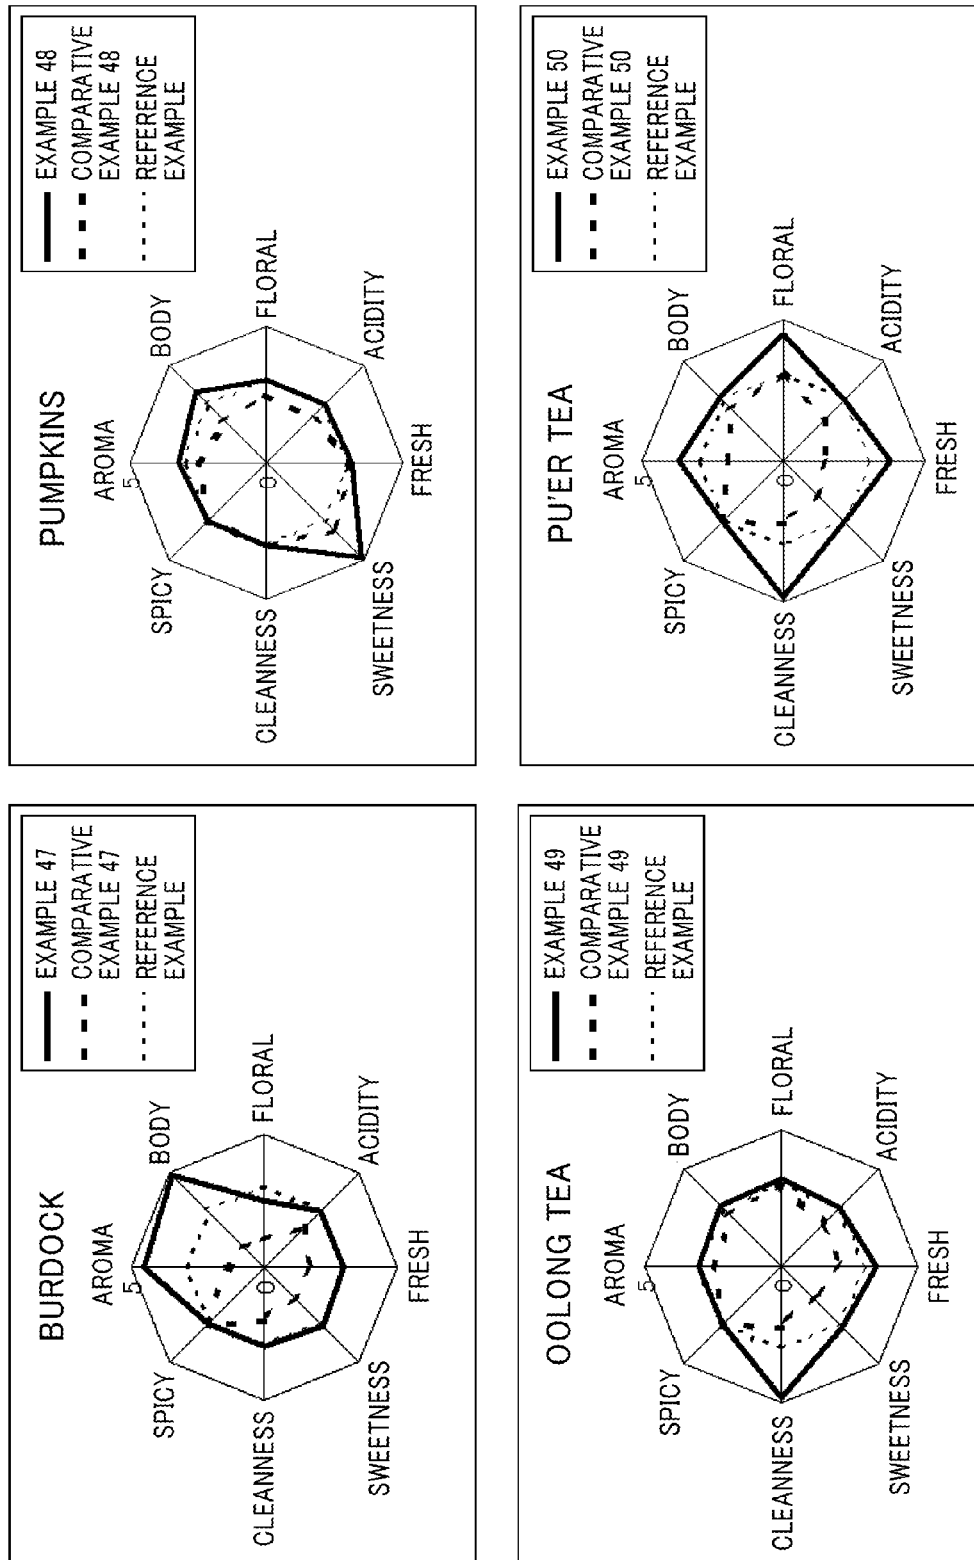 BURDOCK
AROMA
5
BODY
FLORAL
ACIDITY
FRESH
SWEETNESS
CLEANNESS
SPICY
0
EXAMPLE 47
COMPARATIVE
EXAMPLE 47
REFERENCE
EXAMPLE
PUMPKINS
AROMA
5
BODY
FLORAL
ACIDITY
FRESH
SWEETNESS
CLEANNESS
SPICY
0
EXAMPLE 48
COMPARATIVE
EXAMPLE 48
REFERENCE
EXAMPLE
OOLONG TEA
AROMA
5
BODY
FLORAL
ACIDITY
FRESH
SWEETNESS
CLEANNESS
SPICY
0
EXAMPLE 49
COMPARATIVE
EXAMPLE 49
REFERENCE
EXAMPLE
PU'ER TEA
AROMA
5
BODY
FLORAL
ACIDITY
FRESH
SWEETNESS
CLEANNESS
SPICY
0
EXAMPLE 50
COMPARATIVE
EXAMPLE 50
REFERENCE
EXAMPLE